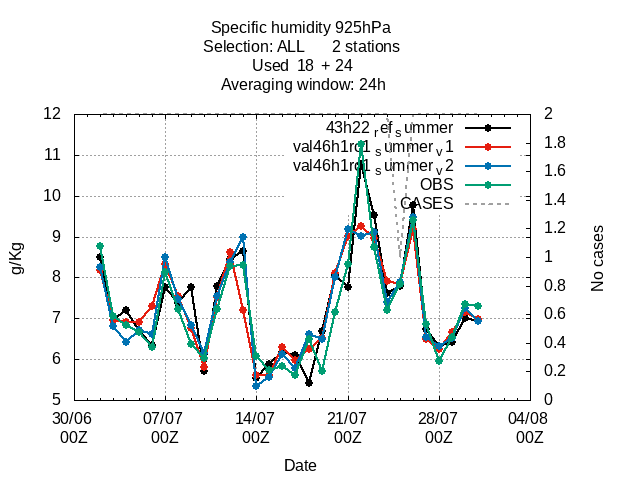 Specific humidity 925hPa
Selection: ALL 2 stations
Used 18 + 24
Averaging window: 24h
43h22_ref_summer
val46h1rc1_summer_v1
val46h1rc1_summer_v2
OBS
CASES
12
11
10
9
8
7
6
5
g/Kg
2
1.8
1.6
1.4
1.2
1
0.8
0.6
0.4
0.2
0
No cases
30/06 07/07 14/07 21/07 28/07 04/08
00Z 00Z 00Z 00Z 00Z 00Z
Date